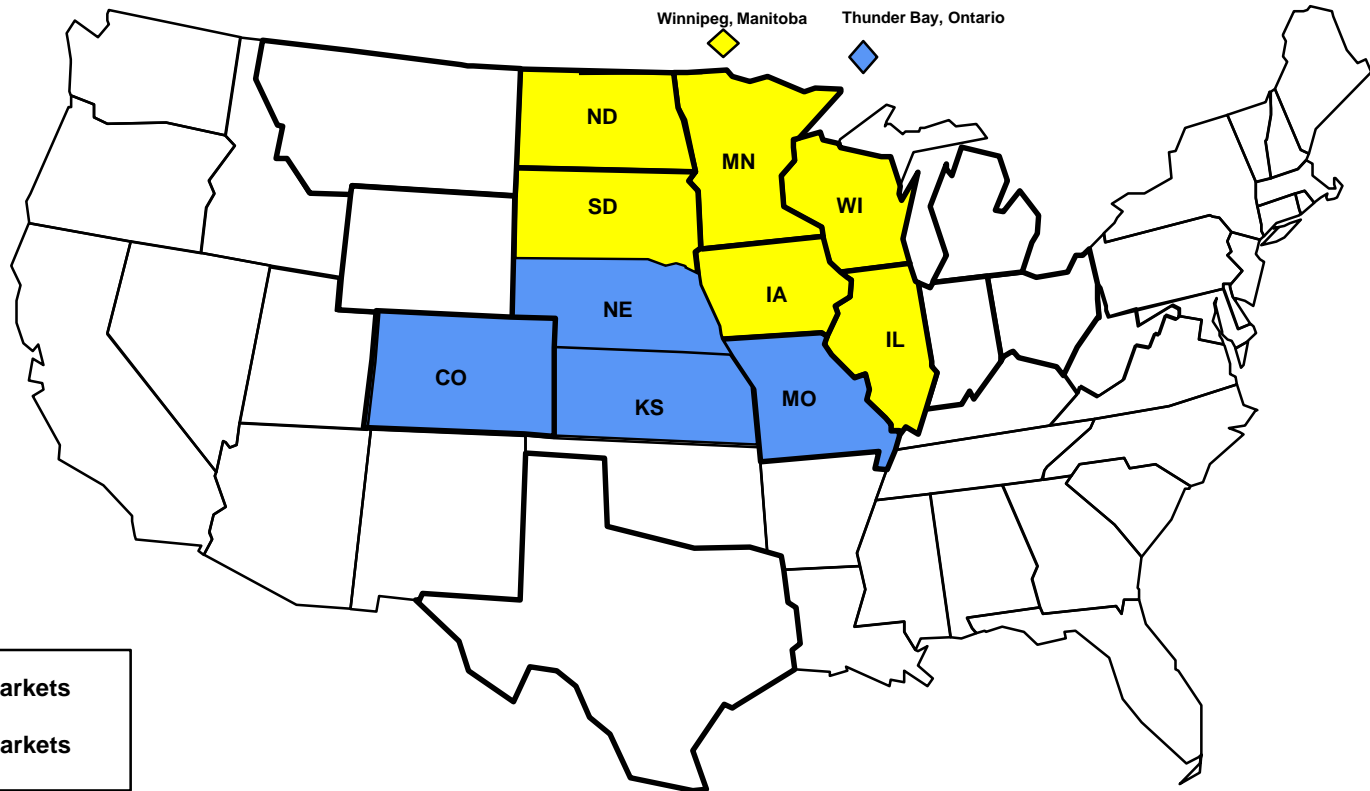 Winnipeg, Manitoba
Thunder Bay, Ontario
ND
MN
SD
WI
NE
IA
IL
CO
KS
MO
arkets
arkets